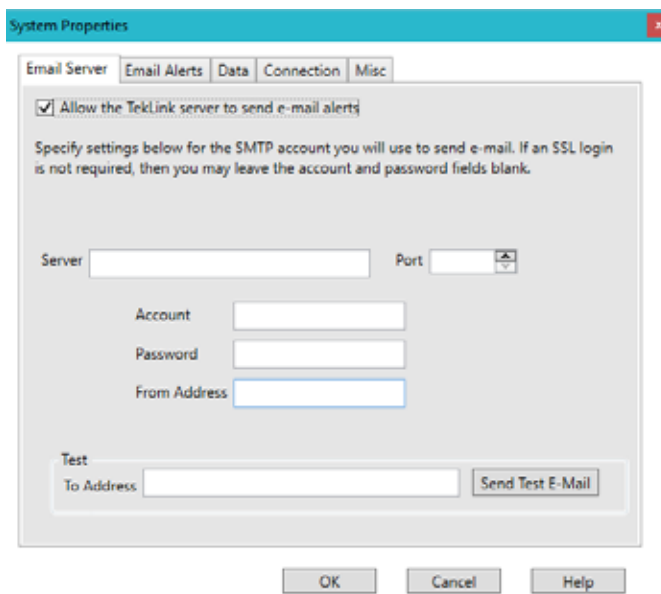 System Properties
Email Server Email Alerts Data Connection Misc
Allow the TekLink server to send e-mail alerts
Specify settings below for the SMTP account you will use to send e-mail. If an SSL login
is not required, then you may leave the account and password fields blank.
Server Port
Account
Password
From Address
Test
To Address Send Test E-Mail
OK Cancel Help